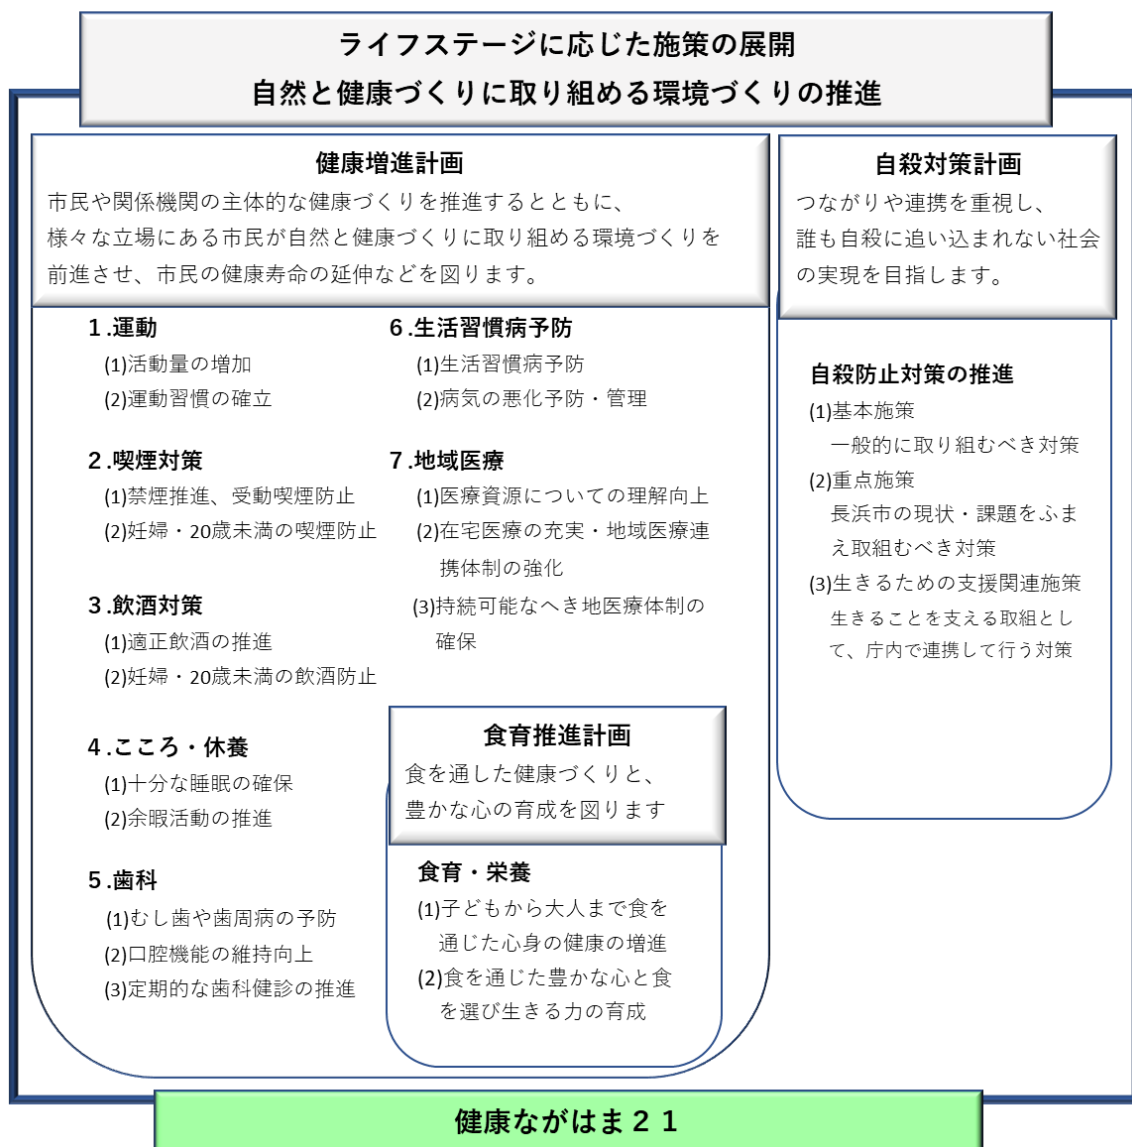 ライフステージに応じた施策の展開
自然と健康づくりに取り組める環境づくりの推進
健康増進計画
市民や関係機関の主体的な健康づくりを推進するとともに、
様々な立場にある市民が自然と健康づくりに取り組める環境づくりを
前進させ、市民の健康寿命の延伸などを図ります。
1.運動
(1)活動量の増加
(2)運動習慣の確立
2.喫煙対策
(1)禁煙推進、受動喫煙防止
(2)妊婦・20歳未満の喫煙防止
3.飲酒対策
(1)適正飲酒の推進
(2)妊婦・20歳未満の飲酒防止
4.こころ・休養
(1)十分な睡眠の確保
(2)余暇活動の推進
5.歯科
(1)むし歯や歯周病の予防
(2)口腔機能の維持向上
(3)定期的な歯科健診の推進
6.生活習慣病予防
(1)生活習慣病予防
(2)病気の悪化予防・管理
7.地域医療
(1)医療資源についての理解向上
(2)在宅医療の充実・地域医療連
携体制の強化
(3)持続可能なへき地医療体制の
確保
食育推進計画
食を通した健康づくりと、
豊かな心の育成を図ります
食育・栄養
(1)子どもから大人まで食を
通じた心身の健康の増進
(2)食を通じた豊かな心と食
を選び生きる力の育成
自殺対策計画
つながりや連携を重視し、
誰も自殺に追い込まれない社会
の実現を目指します。
自殺防止対策の推進
(1)基本施策
一般的に取り組むべき対策
(2)重点施策
長浜市の現状・課題をふま
え取組むべき対策
(3)生きるための支援関連施策
生きることを支える取組とし
て、庁内で連携して行う対策
健康ながはま21